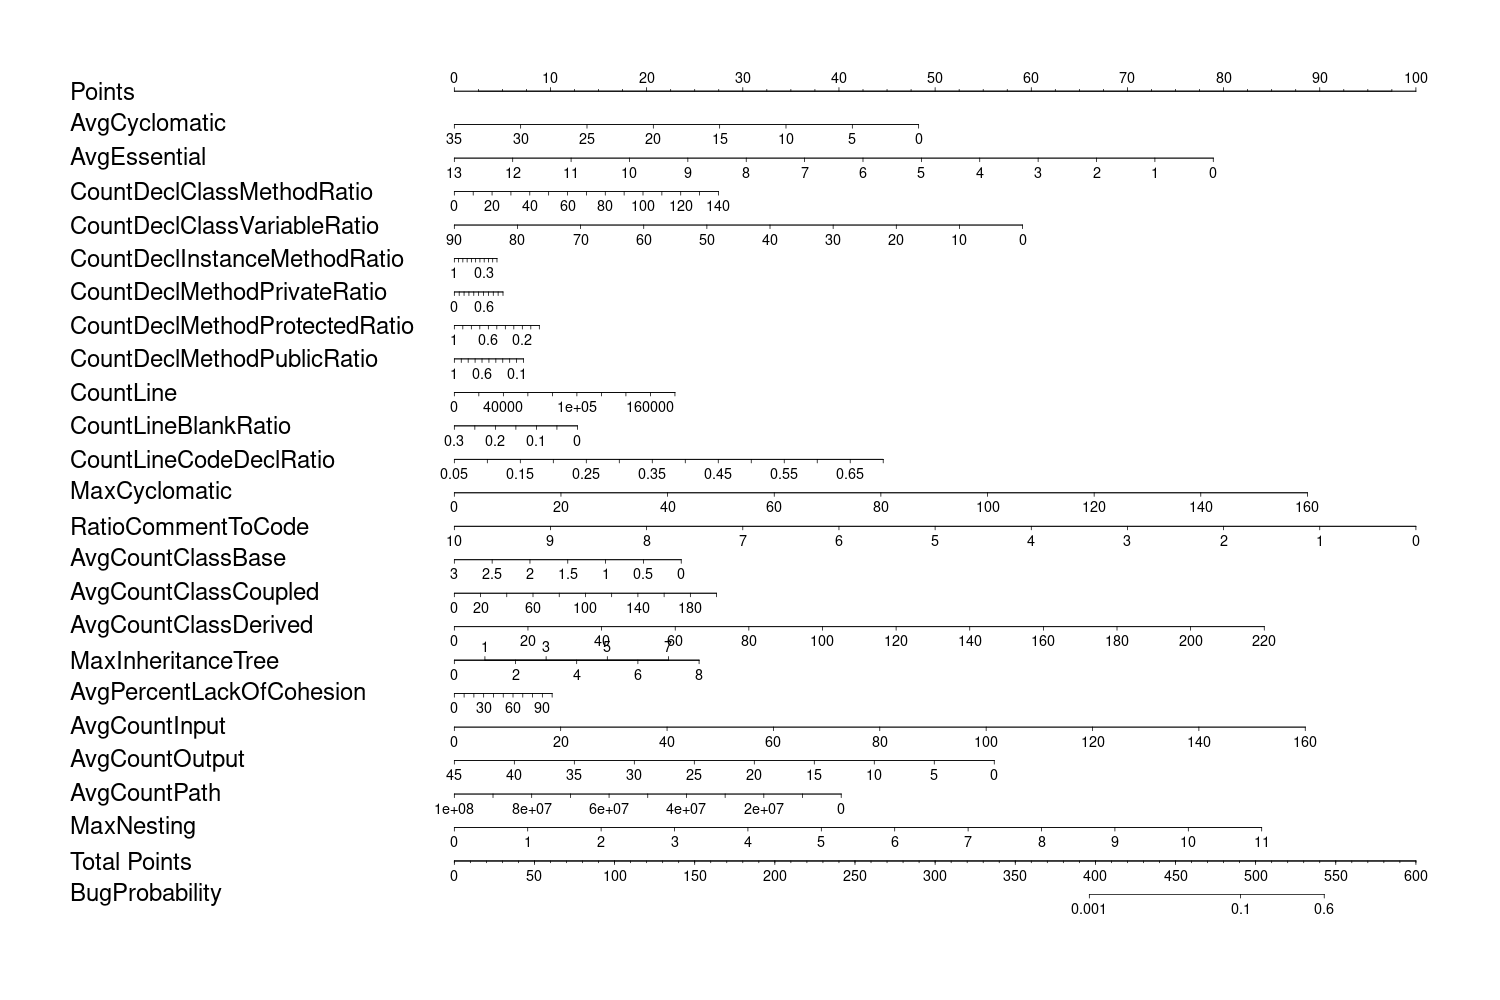 0 10 20 30 40 50 60 70 80 90 100
Points
AvgCyclomatic
35 30 25 20 15 10 5 0
AvgEssential
13 12 11 10 9 8 7 6 5 4 3 2 1 0
CountDeclClassMethodRatio
0 20 40 60 80 100 120 140
CountDeclClassVariableRatio
90 80 70 60 50 40 30 20 10 0
CountDeclInstanceMethodRatio
1 0.3
CountDeclMethodPrivateRatio
0 0.6
CountDeclMethodProtectedRatio
1 0.6 0.2
CountDeclMethodPublicRatio
1 0.6 0.1
CountLine
0 40000 1e+05 160000
CountLineBlankRatio
0.3 0.2 0.1 0
CountLineCodeDeclRatio
0.05 0.15 0.25 0.35 0.45 0.55 0.65
MaxCyclomatic
0 20 40 60 80 100 120 140 160
RatioCommentToCode
10 9 8 7 6 5 4 3 2 1 0
AvgCountClassBase
3 2.5 2 1.5 1 0.5 0
AvgCountClassCoupled
0 20 60 100 140 180
AvgCountClassDerived
0 20 40 60 80 100 120 140 160 180 200 220
1 3 5 7
MaxInheritanceTree
0 2 4 6 8
AvgPercentLackOfCohesion
0 30 60 90
AvgCountInput
0 20 40 60 80 100 120 140 160
AvgCountOutput
45 40 35 30 25 20 15 10 5 0
AvgCountPath
1e+08 8e+07 6e+07 4e+07 2e+07 0
MaxNesting
0 1 2 3 4 5 6 7 8 9 10 11
Total Points
0 50 100 150 200 250 300 350 400 450 500 550 600
BugProbability
0.001 0.1 0.6